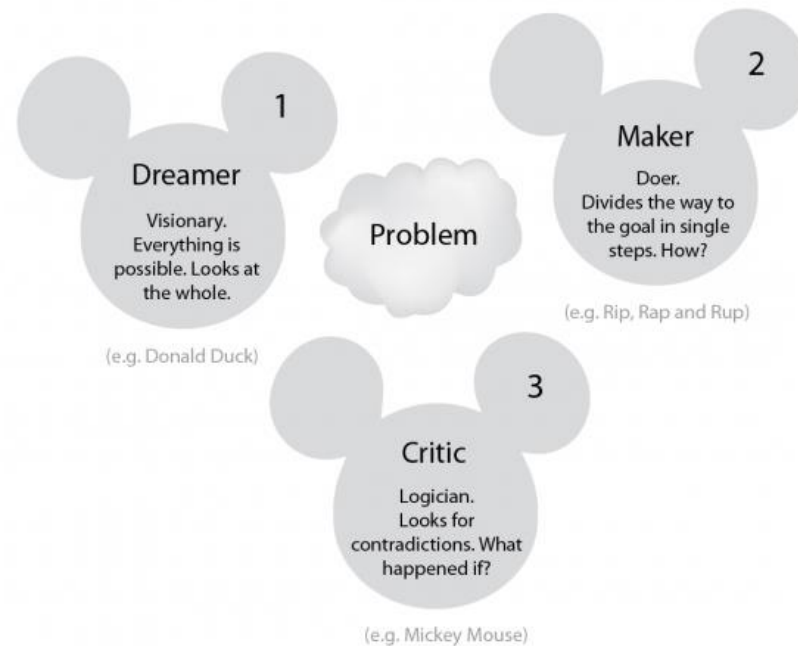 1
Dreamer
Visionary.
Everything is
possible. Looks at
the whole.
(e.g. Donald Duck)
Problem
2
Maker
Doer.
Divides the way to
the goal in single
steps. How?
(e.g. Rip, Rap and Rup)
3
Critic
Logician.
Looks for
contradictions. What
happened if?
(e.g. Mickey Mouse)